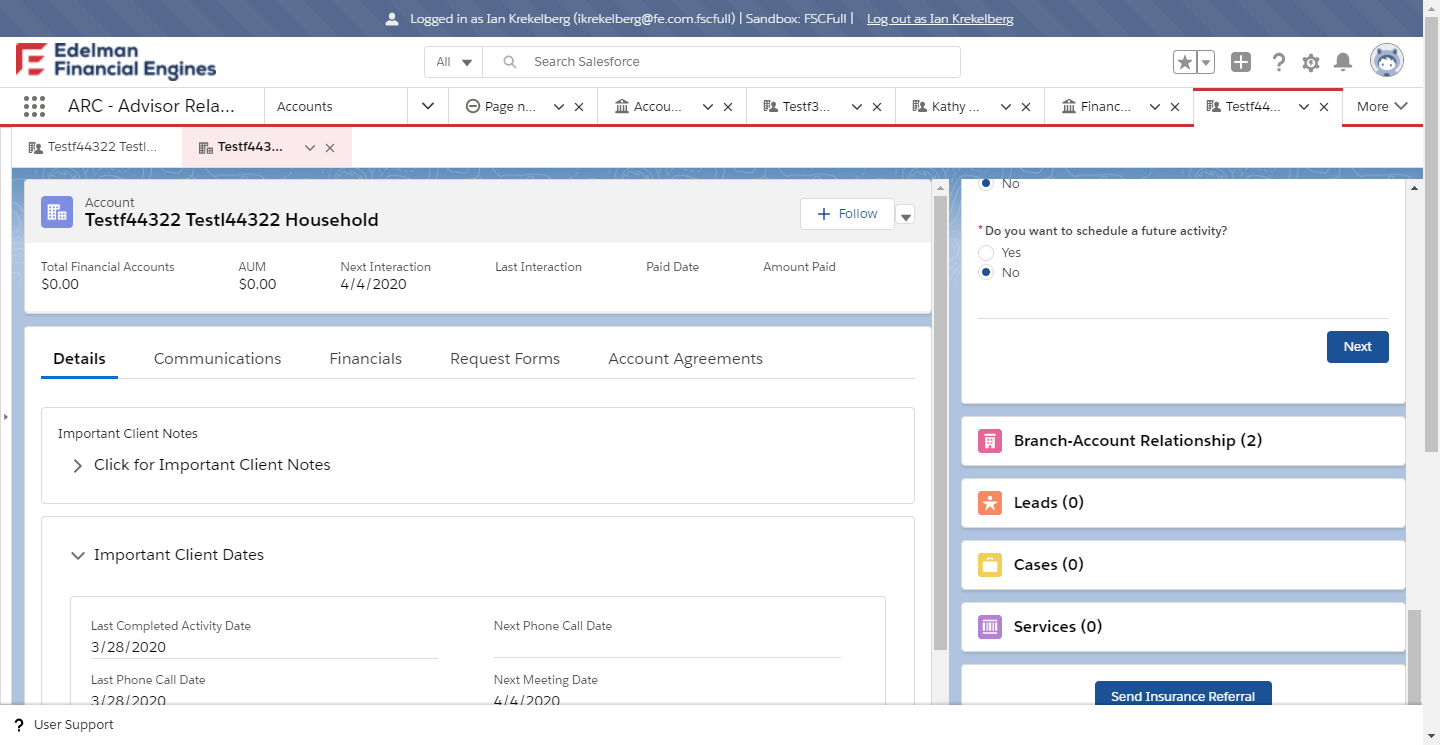 Logged in as Ian Krekelberg (ikrekelberg@fe.com.fscfull) | Sandbox: FSCFull | Log out as Ian Krekelberg
Edelman
Financial Engines
All
Search Salesforce
ARC - Advisor Rela...
Accounts
Page n...
Accou...
Testf3...
Kathy ...
Financ...
Testf44...
More
Testf44322 Testl...
Testf443...
Account
Testf44322 Testl44322 Household
Follow
Total Financial Accounts
$0.00
AUM
$0.00
Next Interaction
4/4/2020
Last Interaction
Paid Date
Amount Paid
Details
Communications
Financials
Request Forms
Account Agreements
Important Client Notes
Click for Important Client Notes
Important Client Dates
Last Completed Activity Date
3/28/2020
Next Phone Call Date
Last Phone Call Date
3/28/2020
Next Meeting Date
4/4/2020
No
*Do you want to schedule a future activity?
Yes
No
Next
Branch-Account Relationship (2)
Leads (0)
Cases (0)
Services (0)
Send Insurance Referral
? User Support